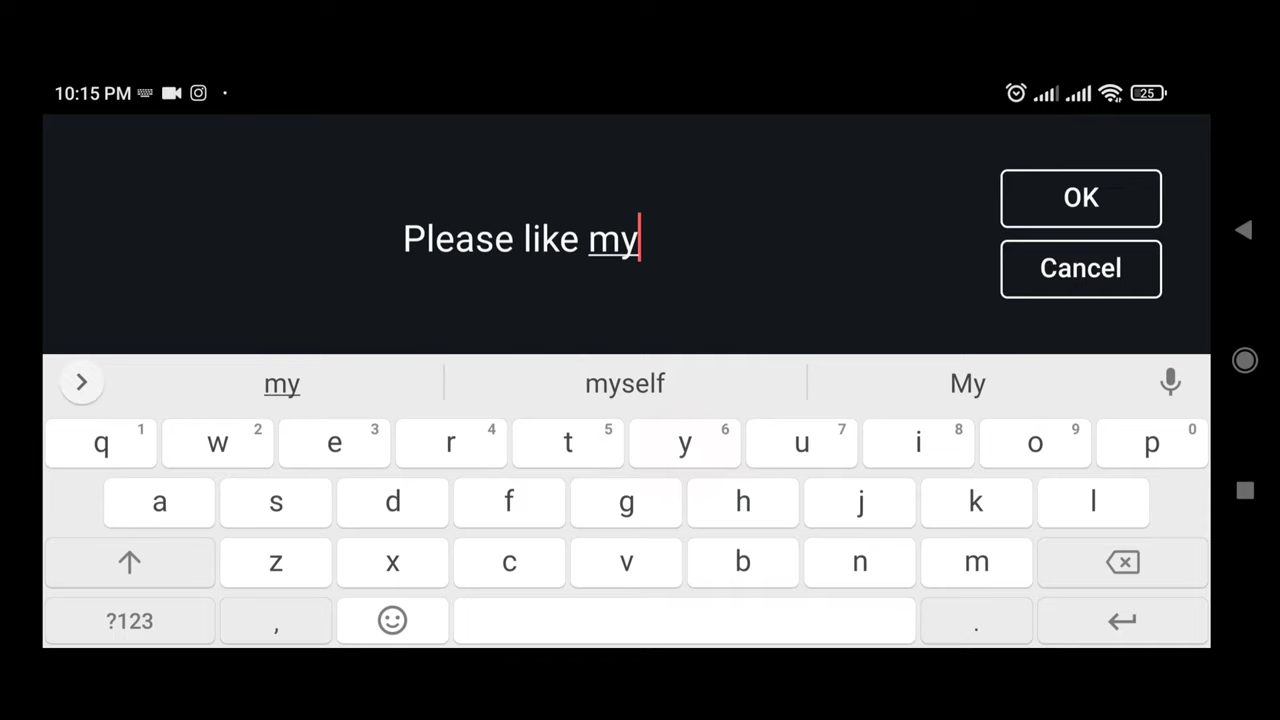 10:15 PM
25
Please like my
OK
Cancel
my myself My
q 1 w 2 e 3 r 4 t 5 y 6 u 7 i 8 o 9 p 0
a s d f g h j k l
z x c v b n m
?123 , .